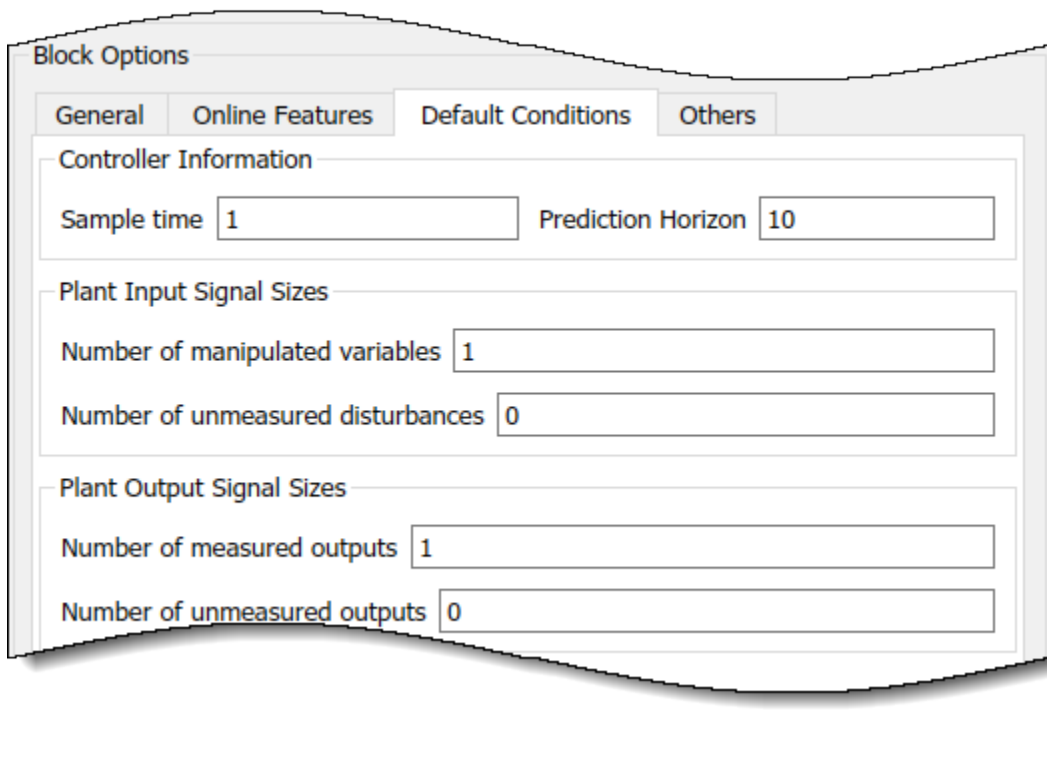 Block Options
General Online Features Default Conditions Others
Controller Information
Sample time 1 Prediction Horizon 10
Plant Input Signal Sizes
Number of manipulated variables 1
Number of unmeasured disturbances 0
Plant Output Signal Sizes
Number of measured outputs 1
Number of unmeasured outputs 0